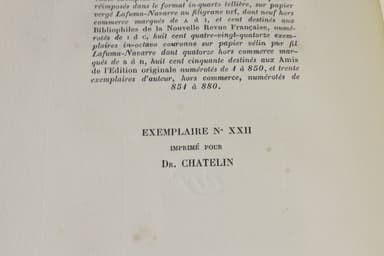 réimposés dans le format in-quarto tellière, sur papier
vergé Lafuma-Navarre au filigrane nrf, dont neuf hors
commerce marqués de A à I, et cent destinés aux
Bibliophiles de la Nouvelle Revue Française, numé-
rotés de I à C, huit cent quatre-vingt-quatorze exem-
plaires in-octavo couronne sur papier vélin pur fil
Lafuma-Navarre dont quatorze hors commerce mar-
qués de a à n, huit cent cinquante destinés aux Amis
de l'Edition originale numérotés de 1 à 850, et trente
exemplaires d'auteur, hors commerce, numérotés de
851 à 880.
EXEMPLAIRE N° XXII
IMPRIMÉ POUR
DR. CHATELIN